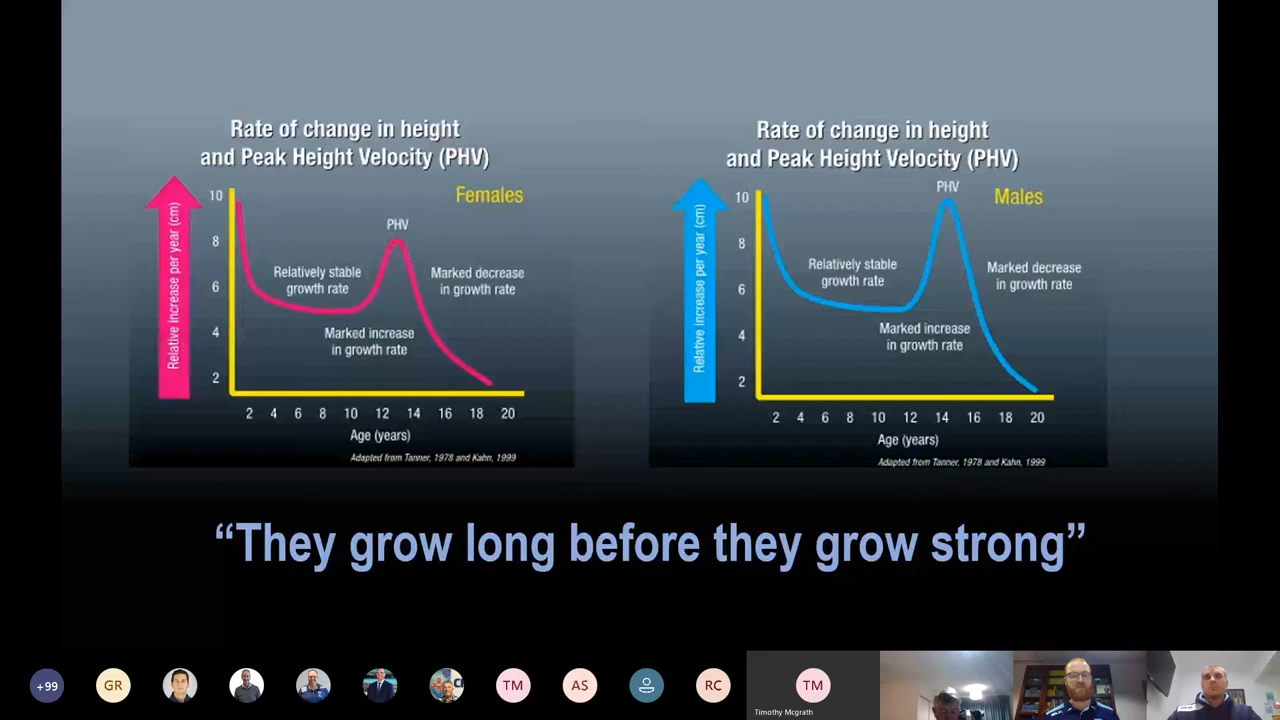 Rate of change in height
and Peak Height Velocity (PHV)
Females
Relative increase per year (cm)
10
8
6
4
2
PHV
Relatively stable
growth rate
Marked decrease
in growth rate
Marked increase
in growth rate
2 4 6 8 10 12 14 16 18 20
Age (years)
Adapted from Tanner, 1978 and Kahn, 1999
Rate of change in height
and Peak Height Velocity (PHV)
Males
Relative increase per year (cm)
10
8
6
4
2
PHV
Relatively stable
growth rate
Marked decrease
in growth rate
Marked increase
in growth rate
2 4 6 8 10 12 14 16 18 20
Age (years)
Adapted from Tanner, 1978 and Kahn, 1999
“They grow long before they grow strong”
+99 GR TM AS RC TM
Timothy Mcgrath